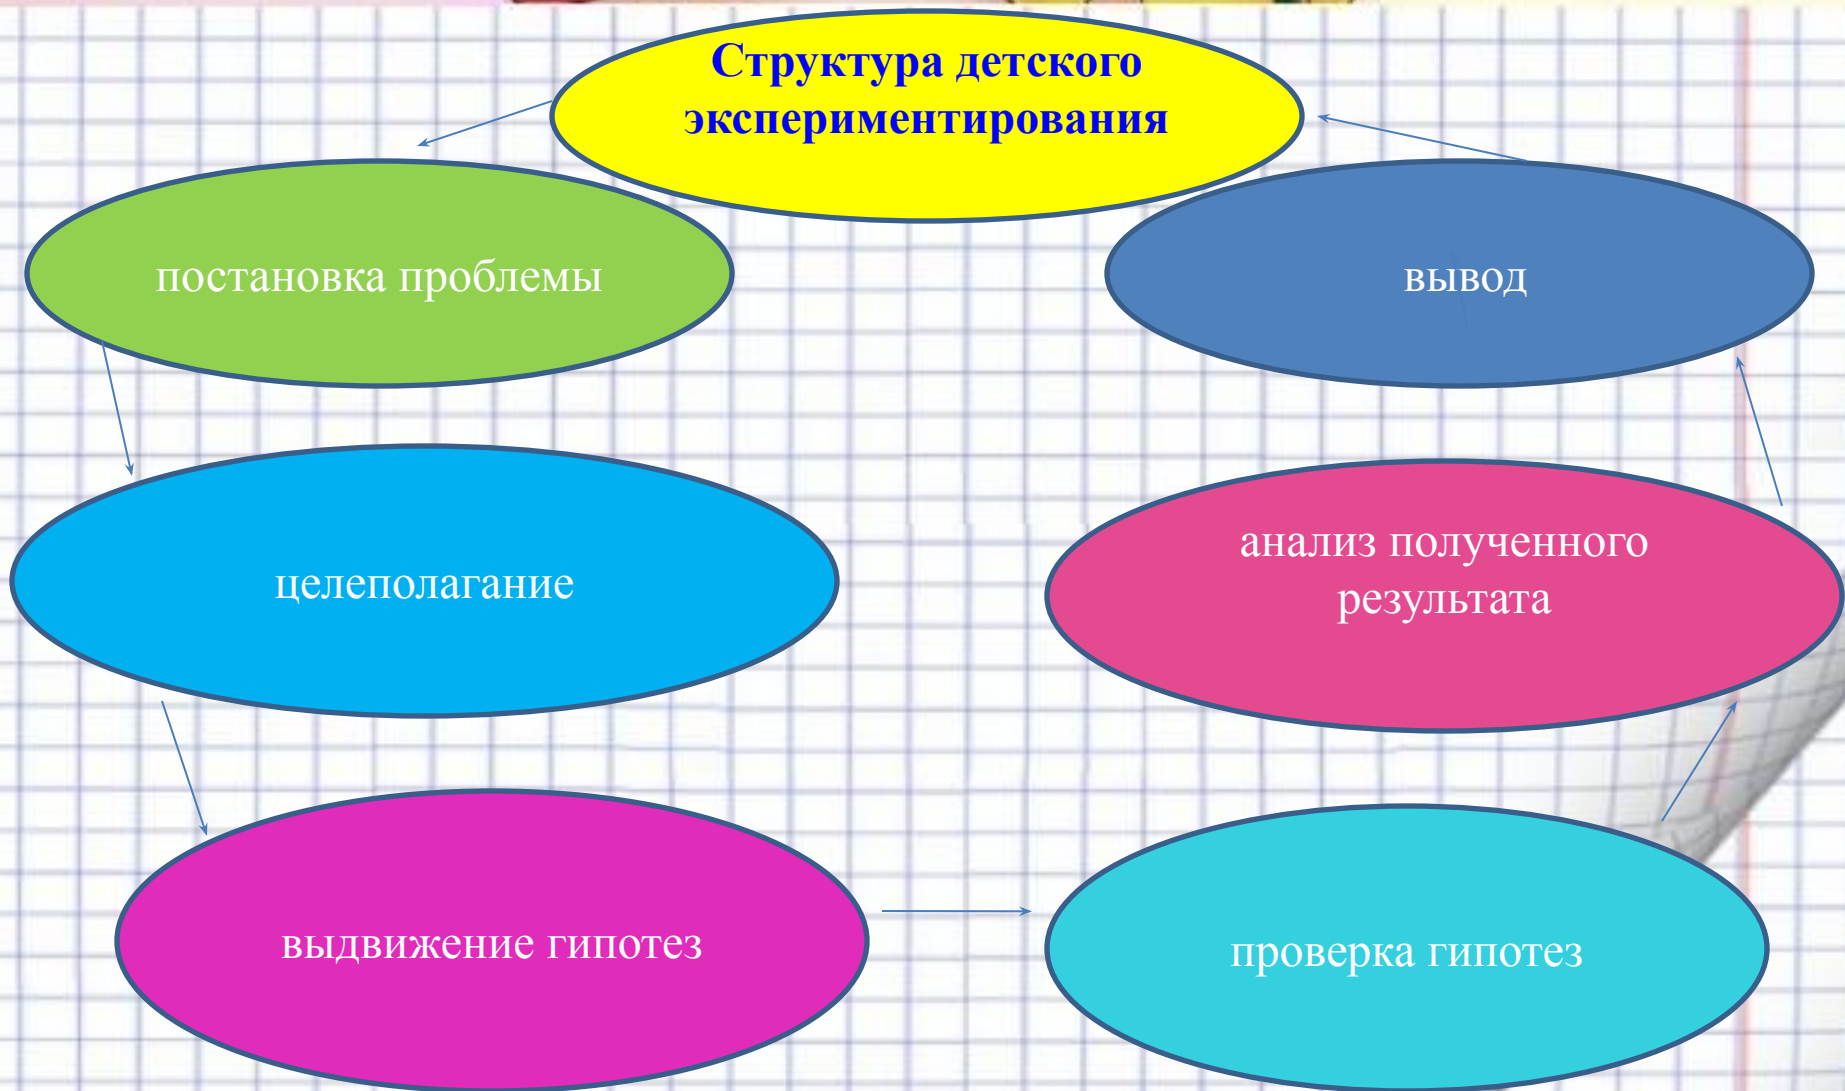 Структура детского
экспериментирования
постановка проблемы
вывод
целеполагание
анализ полученного
результата
выдвижение гипотез
проверка гипотез